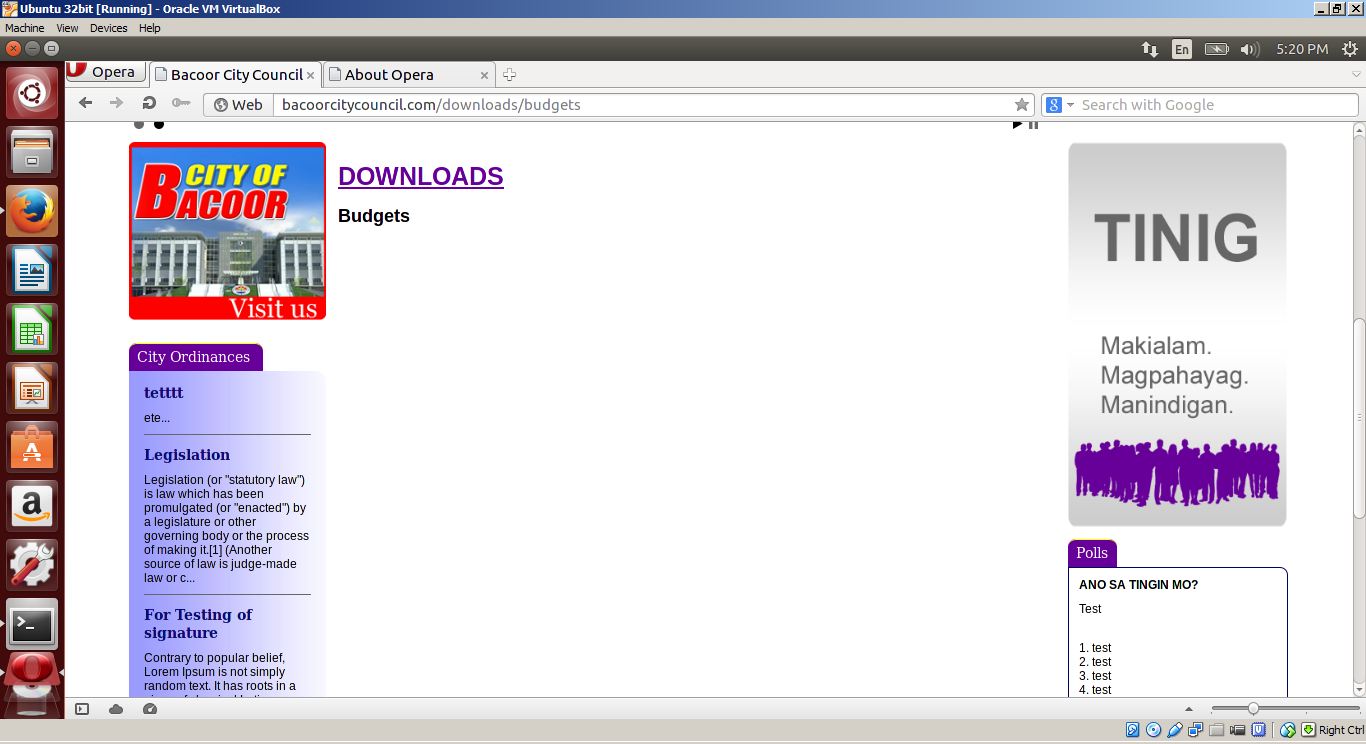 Ubuntu 32bit [Running] - Oracle VM VirtualBox
Machine View Devices Help
En 5:20 PM
Opera Bacoor City Council About Opera
Web bacoorcitycouncil.com/downloads/budgets Search with Google
CITY OF
BACOOR
Visit us
City Ordinances
tetttt
ete...
Legislation
Legislation (or "statutory law")
is law which has been
promulgated (or "enacted") by
a legislature or other
governing body or the process
of making it.[1] (Another
source of law is judge-made
law or c...
For Testing of
signature
Contrary to popular belief,
Lorem Ipsum is not simply
random text. It has roots in a
DOWNLOADS
Budgets
TINIG
Makialam.
Magpahayag.
Manindigan.
Polls
ANO SA TINGIN MO?
Test
1. test
2. test
3. test
4. test
Right Ctrl